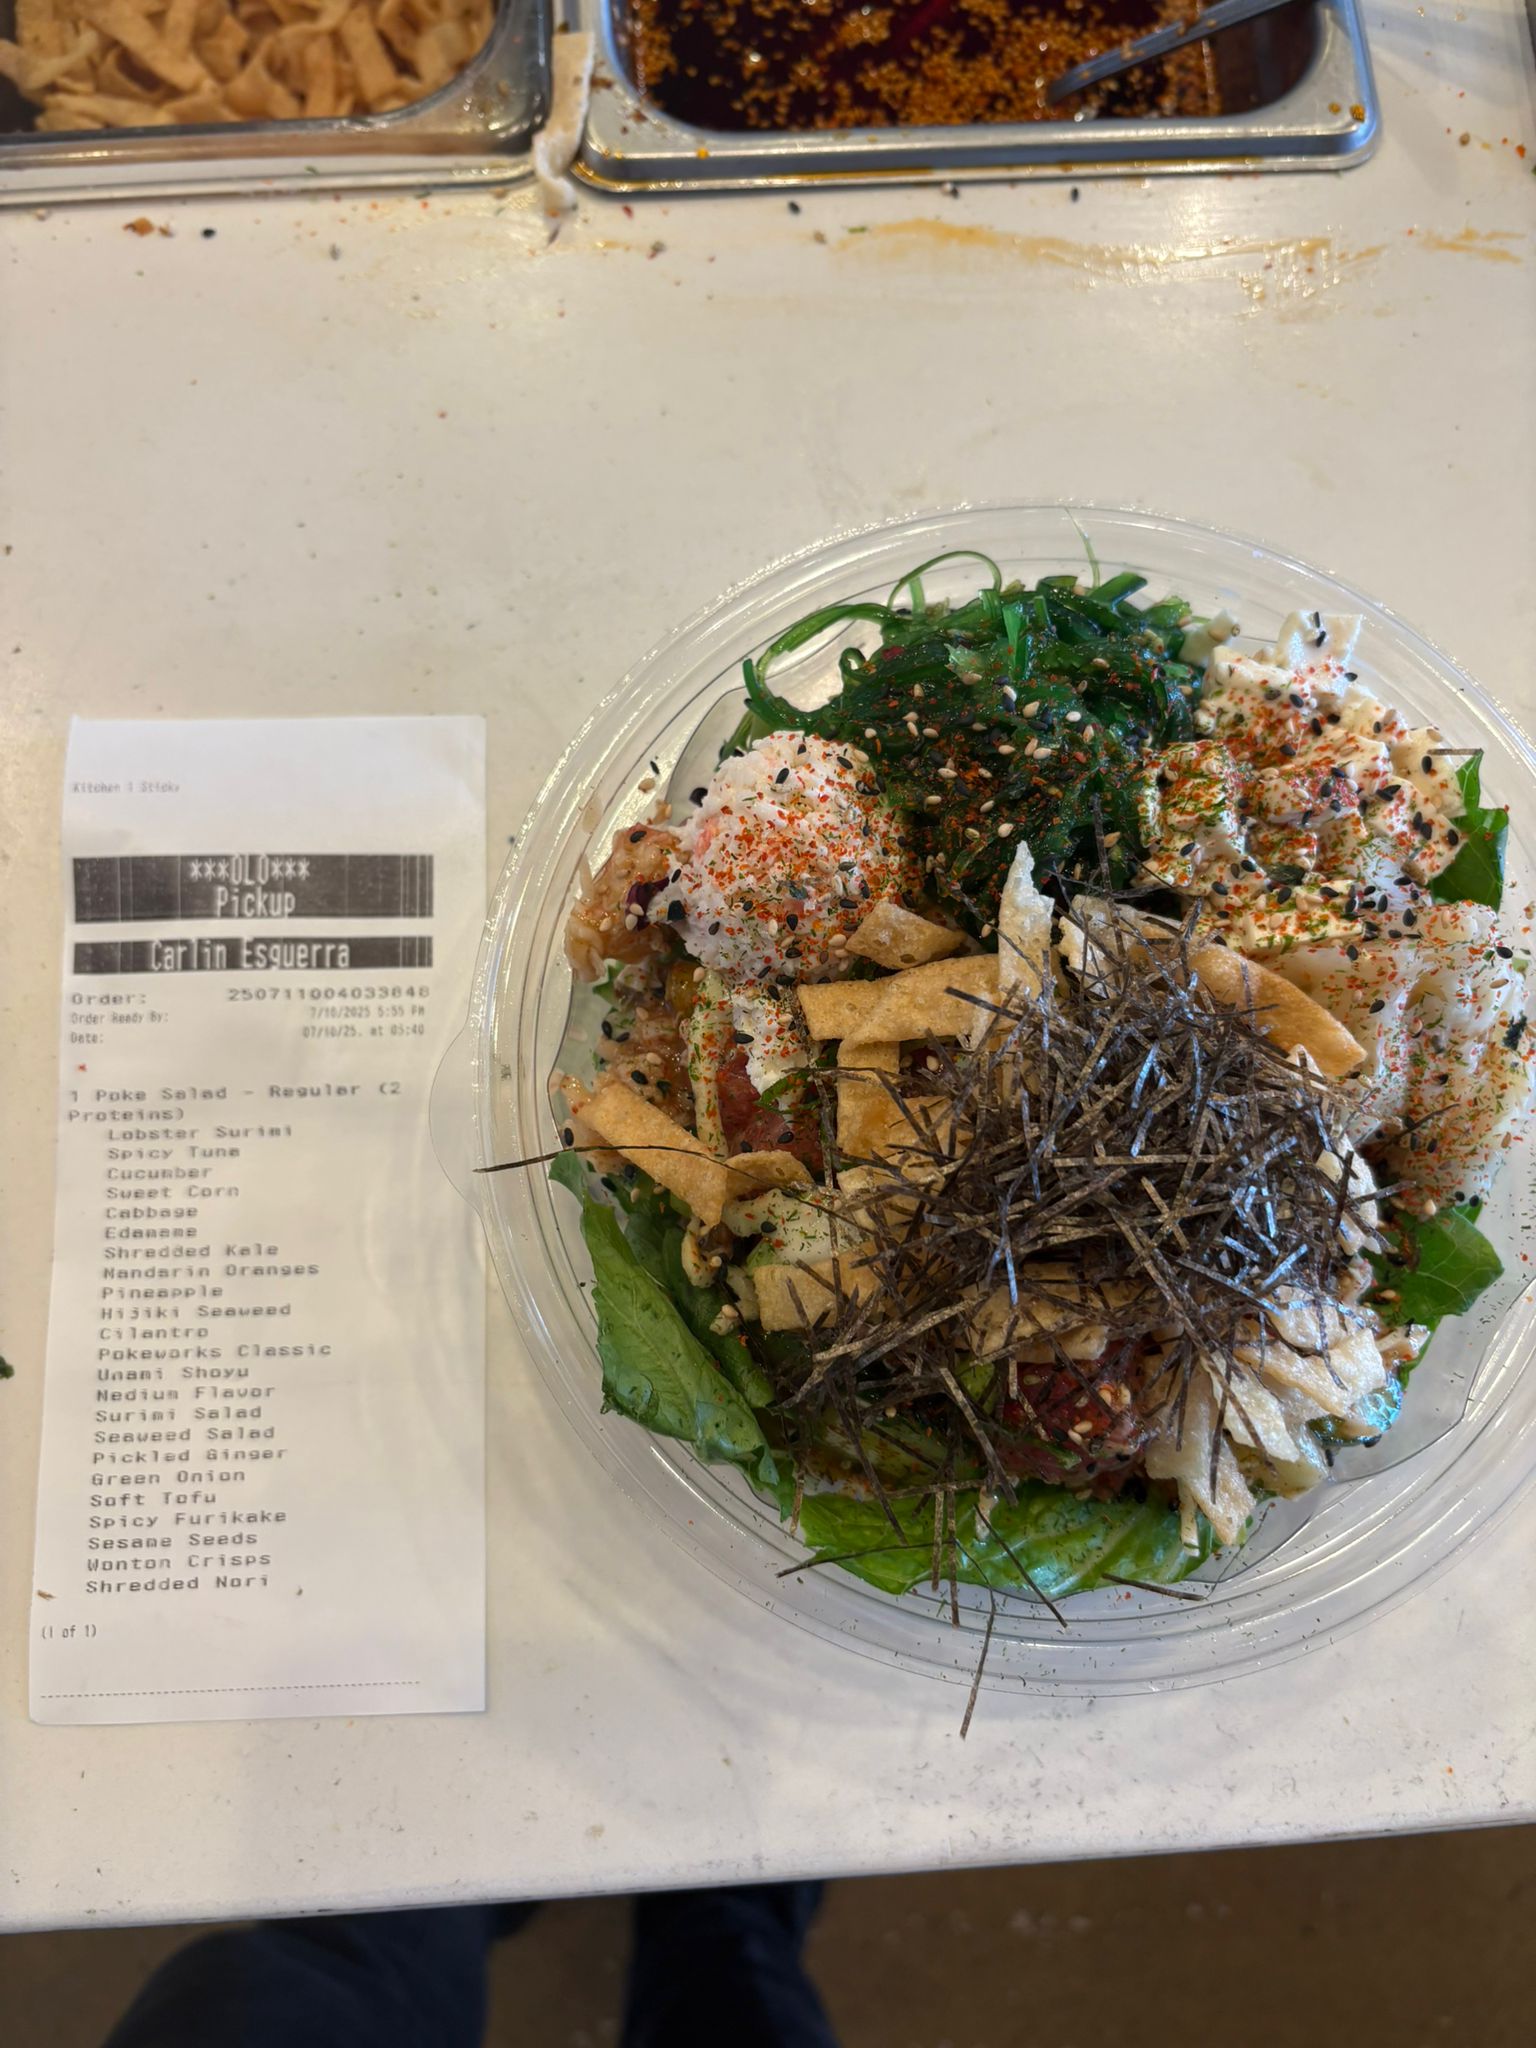 Kitchen 1 Sticky
***OLO***
Pickup
Carlin Esguerra
Order: 250711004033648
Order Ready By: 7/10/2025 5:55 PM
Date: 07/10/25, at 05:40
1 Poke Salad - Regular (2
Proteins)
Lobster Surimi
Spicy Tuna
Cucumber
Sweet Corn
Cabbage
Edamame
Shredded Kale
Mandarin Oranges
Pineapple
Hijiki Seaweed
Cilantro
Pokeworks Classic
Umami Shoyu
Medium Flavor
Surimi Salad
Seaweed Salad
Pickled Ginger
Green Onion
Soft Tofu
Spicy Furikake
Sesame Seeds
Wonton Crisps
Shredded Nori
(1 of 1)